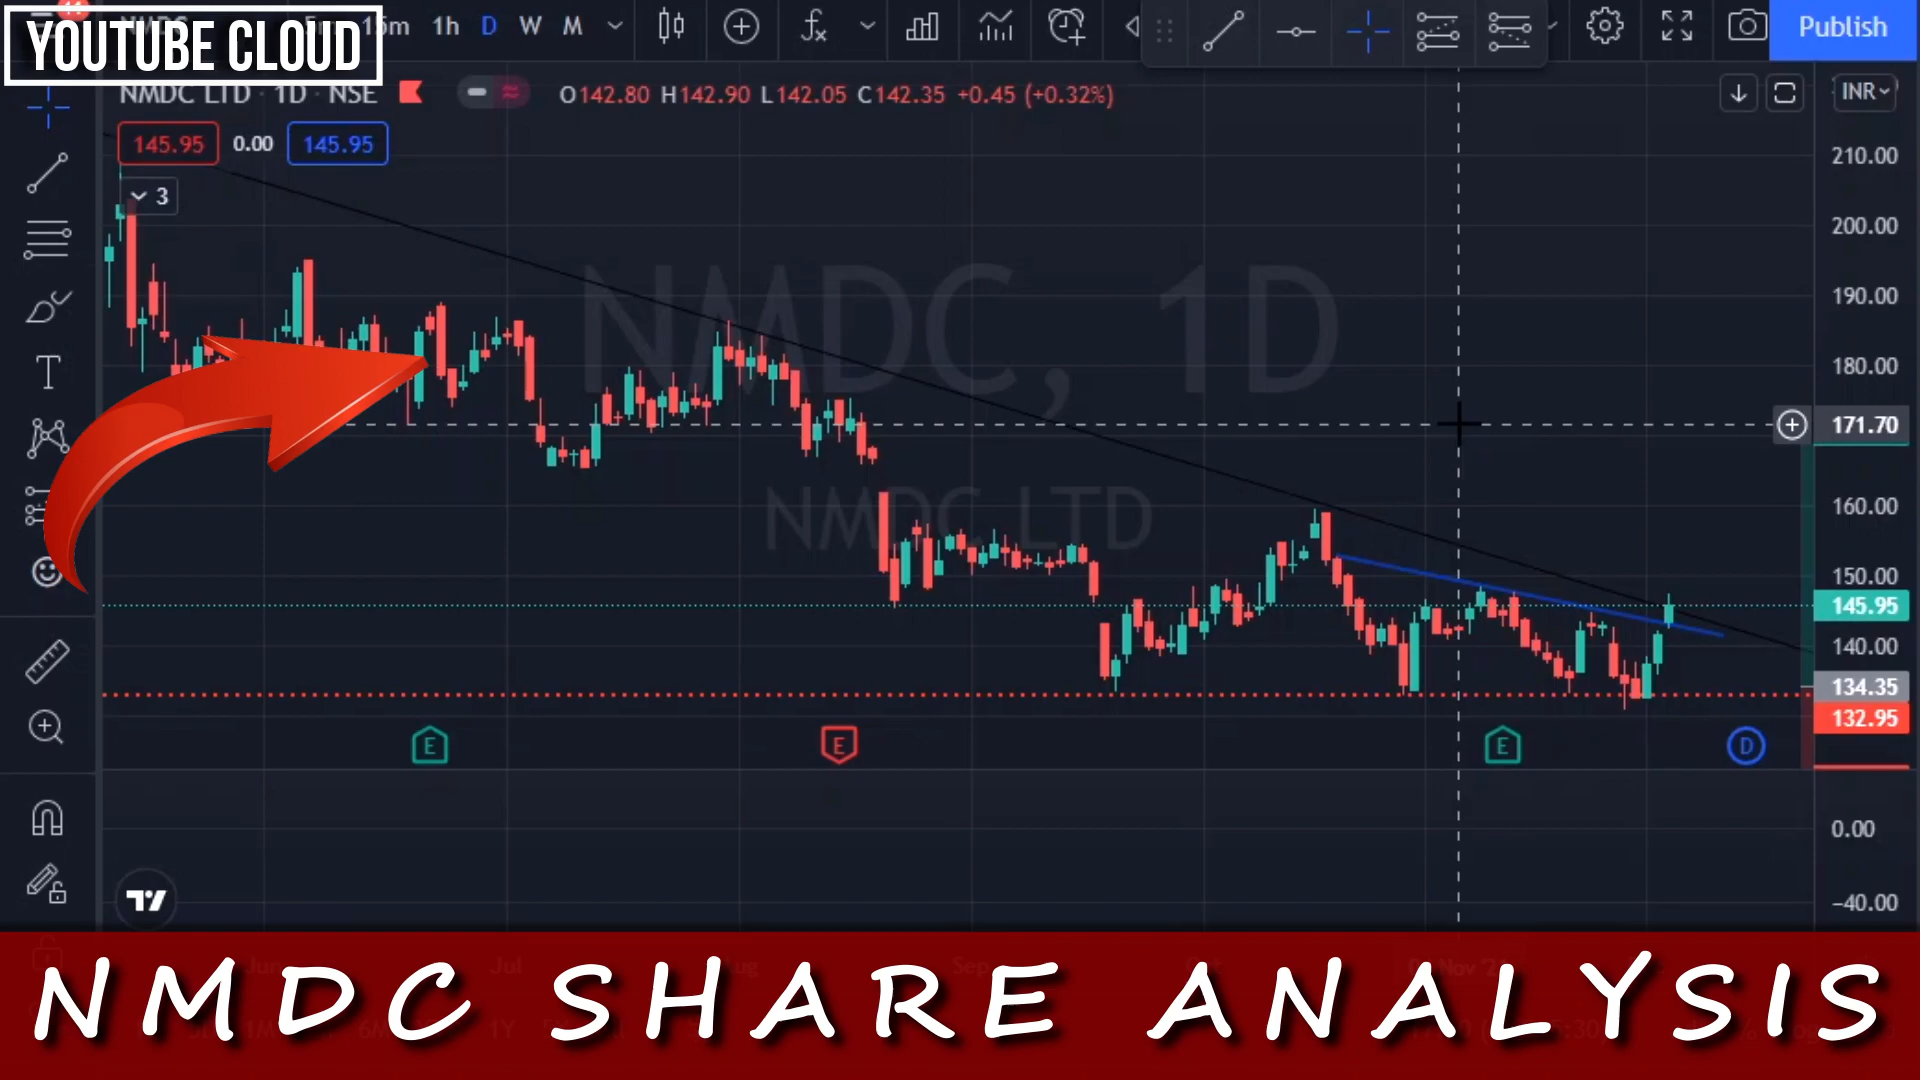 YOUTUBE CLOUD
15m 1h D W M
Publish
NMDC LTD · 1D · NSE
O142.80 H142.90 L142.05 C142.35 +0.45 (+0.32%)
INR
145.95 0.00 145.95
3
210.00
200.00
190.00
180.00
171.70
160.00
150.00
145.95
140.00
134.35
132.95
NMDC, 1D
NMDC LTD
E E E D
0.00
−40.00
NMDC SHARE ANALYSIS